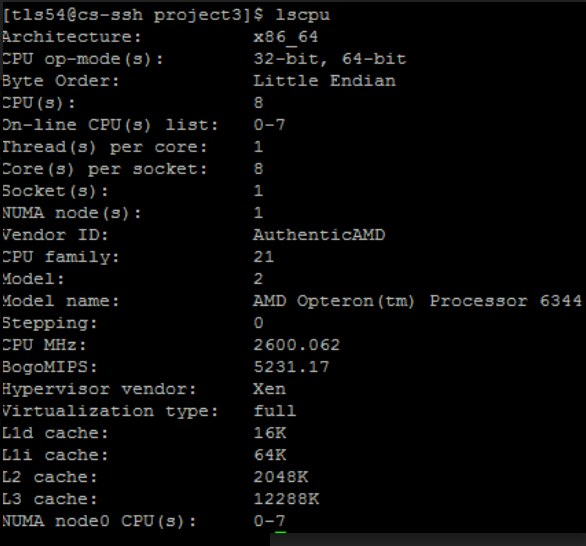 [tls54@cs-ssh project3]$ lscpu
Architecture: x86_64
CPU op-mode(s): 32-bit, 64-bit
Byte Order: Little Endian
CPU(s): 8
On-line CPU(s) list: 0-7
Thread(s) per core: 1
Core(s) per socket: 8
Socket(s): 1
NUMA node(s): 1
Vendor ID: AuthenticAMD
CPU family: 21
Model: 2
Model name: AMD Opteron(tm) Processor 6344
Stepping: 0
CPU MHz: 2600.062
BogoMIPS: 5231.17
Hypervisor vendor: Xen
Virtualization type: full
L1d cache: 16K
L1i cache: 64K
L2 cache: 2048K
L3 cache: 12288K
NUMA node0 CPU(s): 0-7